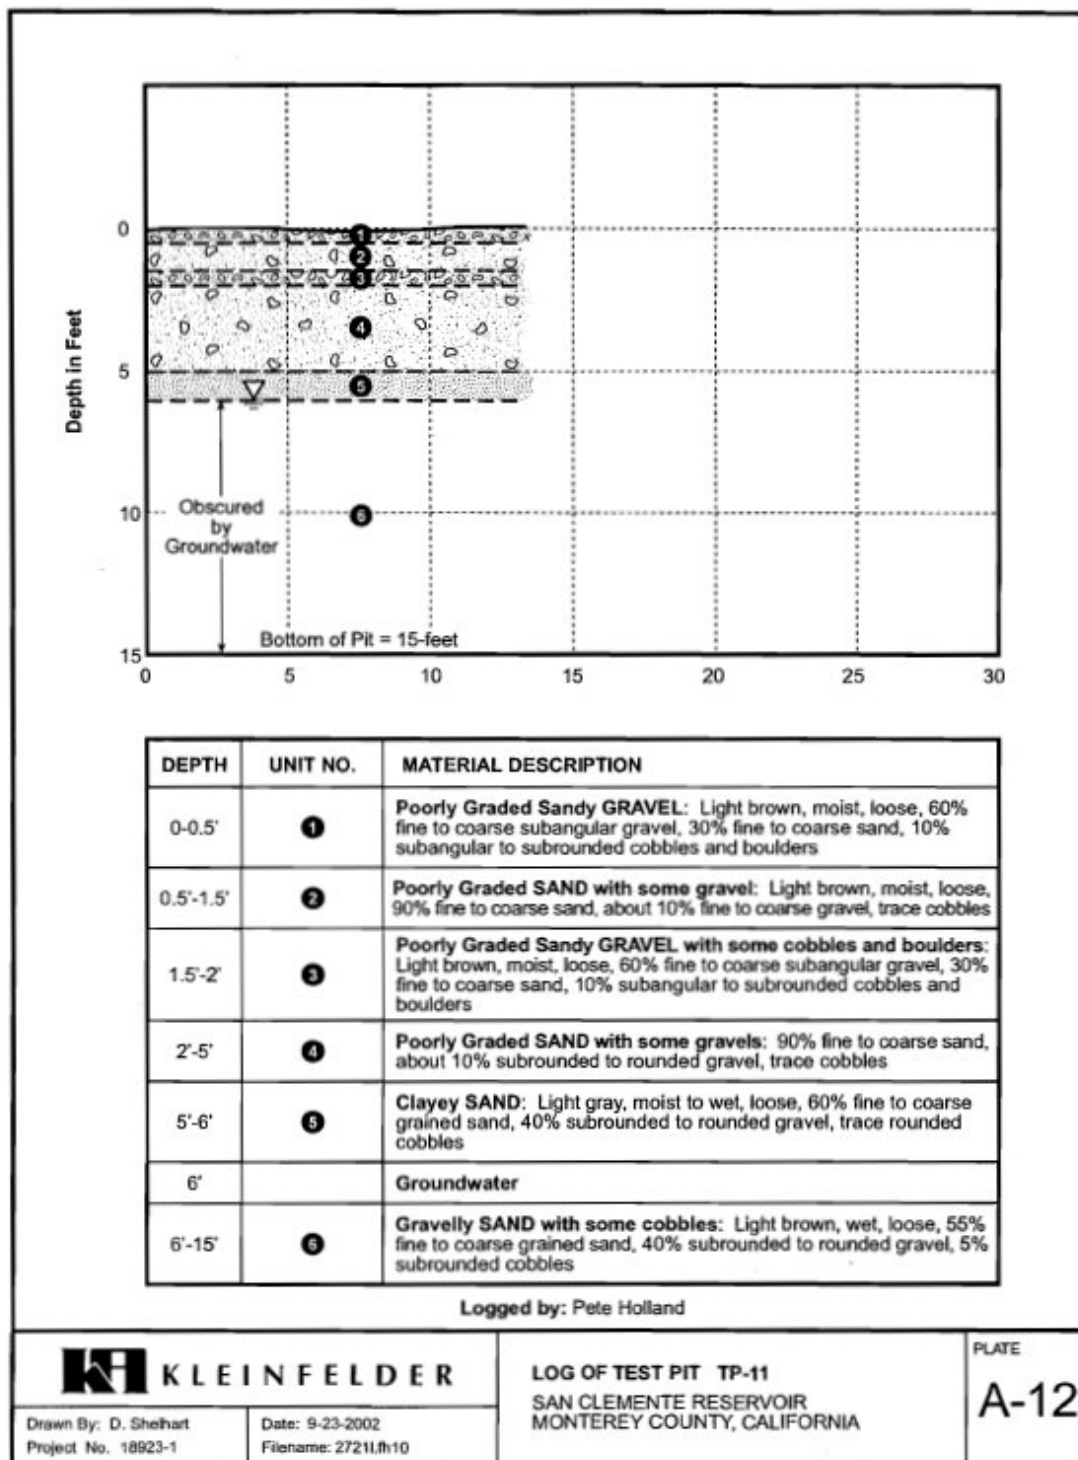 0
1
2
3
4
5
5
Depth in Feet
Obscured
by
Groundwater
10
6
Bottom of Pit = 15-feet
15
0 5 10 15 20 25 30
DEPTH UNIT NO. MATERIAL DESCRIPTION
0-0.5' 1 Poorly Graded Sandy GRAVEL: Light brown, moist, loose, 60%
fine to coarse subangular gravel, 30% fine to coarse sand, 10%
subangular to subrounded cobbles and boulders
0.5'-1.5' 2 Poorly Graded SAND with some gravel: Light brown, moist, loose,
90% fine to coarse sand, about 10% fine to coarse gravel, trace cobbles
1.5'-2' 3 Poorly Graded Sandy GRAVEL with some cobbles and boulders:
Light brown, moist, loose, 60% fine to coarse subangular gravel, 30%
fine to coarse sand, 10% subangular to subrounded cobbles and
boulders
2'-5' 4 Poorly Graded SAND with some gravels: 90% fine to coarse sand,
about 10% subrounded to rounded gravel, trace cobbles
5'-6' 5 Clayey SAND: Light gray, moist to wet, loose, 60% fine to coarse
grained sand, 40% subrounded to rounded gravel, trace rounded
cobbles
6' Groundwater
6'-15' 6 Gravelly SAND with some cobbles: Light brown, wet, loose, 55%
fine to coarse grained sand, 40% subrounded to rounded gravel, 5%
subrounded cobbles
Logged by: Pete Holland
KLEINFELDER
Drawn By: D. Shelhart
Project No. 18923-1
Date: 9-23-2002
Filename: 2721l.fh10
LOG OF TEST PIT TP-11
SAN CLEMENTE RESERVOIR
MONTEREY COUNTY, CALIFORNIA
PLATE
A-12